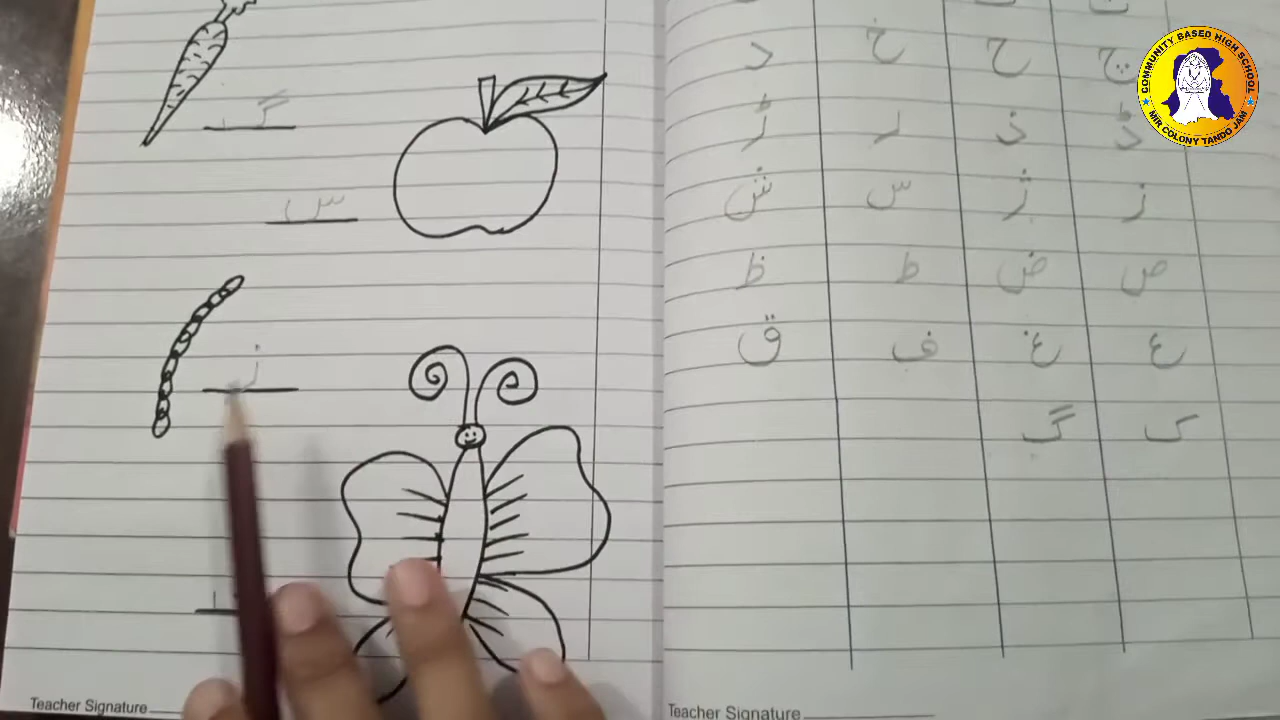 گ
س
ز
Teacher Signature
چ ح خ د
ڈ ذ ر ڑ
ز ژ س ش
ص ض ط ظ
ع غ ف ق
ک گ
Teacher Signature
COMMUNITY BASED HIGH SCHOOL
MIR COLONY TANDO JAM